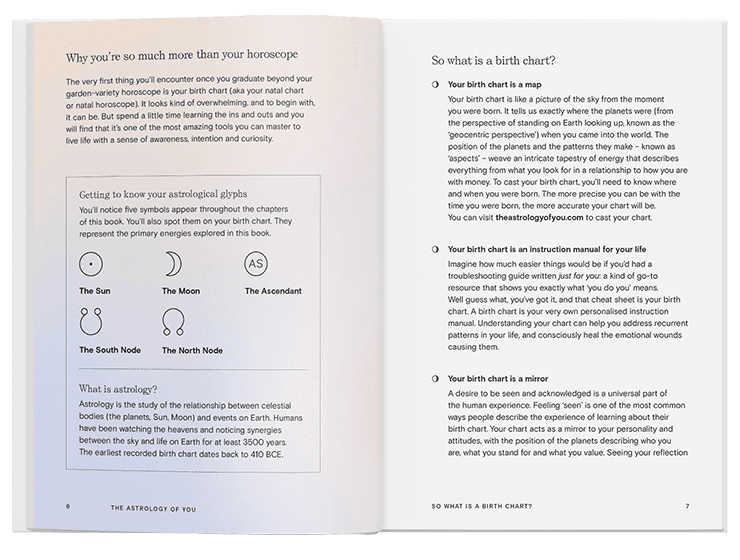 Why you're so much more than your horoscope
The very first thing you'll encounter once you graduate beyond your
garden-variety horoscope is your birth chart (aka your natal chart
or natal horoscope). It looks kind of overwhelming, and to begin with,
it can be. But spend a little time learning the ins and outs and you
will find that it's one of the most amazing tools you can master to
live life with a sense of awareness, intention and curiosity.
Getting to know your astrological glyphs
You'll notice five symbols appear throughout the chapters
of this book. You'll also spot them on your birth chart. They
represent the primary energies explored in this book.
AS
The Sun The Moon The Ascendant
The South Node The North Node
What is astrology?
Astrology is the study of the relationship between celestial
bodies (the planets, Sun, Moon) and events on Earth. Humans
have been watching the heavens and noticing synergies
between the sky and life on Earth for at least 3500 years.
The earliest recorded birth chart dates back to 410 BCE.
6 THE ASTROLOGY OF YOU
So what is a birth chart?
Your birth chart is a map
Your birth chart is like a picture of the sky from the moment
you were born. It tells us exactly where the planets were (from
the perspective of standing on Earth looking up, known as the
'geocentric perspective') when you came into the world. The
position of the planets and the patterns they make – known as
'aspects' – weave an intricate tapestry of energy that describes
everything from what you look for in a relationship to how you are
with money. To cast your birth chart, you'll need to know where
and when you were born. The more precise you can be with the
time you were born, the more accurate your chart will be.
You can visit theastrologyofyou.com to cast your chart.
Your birth chart is an instruction manual for your life
Imagine how much easier things would be if you'd had a
troubleshooting guide written just for you: a kind of go-to
resource that shows you exactly what 'you do you' means.
Well guess what, you've got it, and that cheat sheet is your birth
chart. A birth chart is your very own personalised instruction
manual. Understanding your chart can help you address recurrent
patterns in your life, and consciously heal the emotional wounds
causing them.
Your birth chart is a mirror
A desire to be seen and acknowledged is a universal part of
the human experience. Feeling 'seen' is one of the most common
ways people describe the experience of learning about their
birth chart. Your chart acts as a mirror to your personality and
attitudes, with the position of the planets describing who you
are, what you stand for and what you value. Seeing your reflection
SO WHAT IS A BIRTH CHART? 7